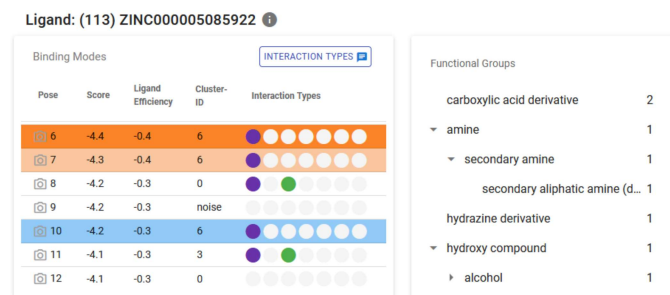 Ligand: (113) ZINC000005085922
Binding Modes
INTERACTION TYPES
Pose Score Ligand Efficiency Cluster-ID Interaction Types
6 -4.4 -0.4 6
7 -4.3 -0.4 6
8 -4.2 -0.3 0
9 -4.2 -0.3 noise
10 -4.2 -0.3 6
11 -4.1 -0.3 3
12 -4.1 -0.3 0
Functional Groups
carboxylic acid derivative 2
amine 1
secondary amine 1
secondary aliphatic amine (d... 1
hydrazine derivative 1
hydroxy compound 1
alcohol 1